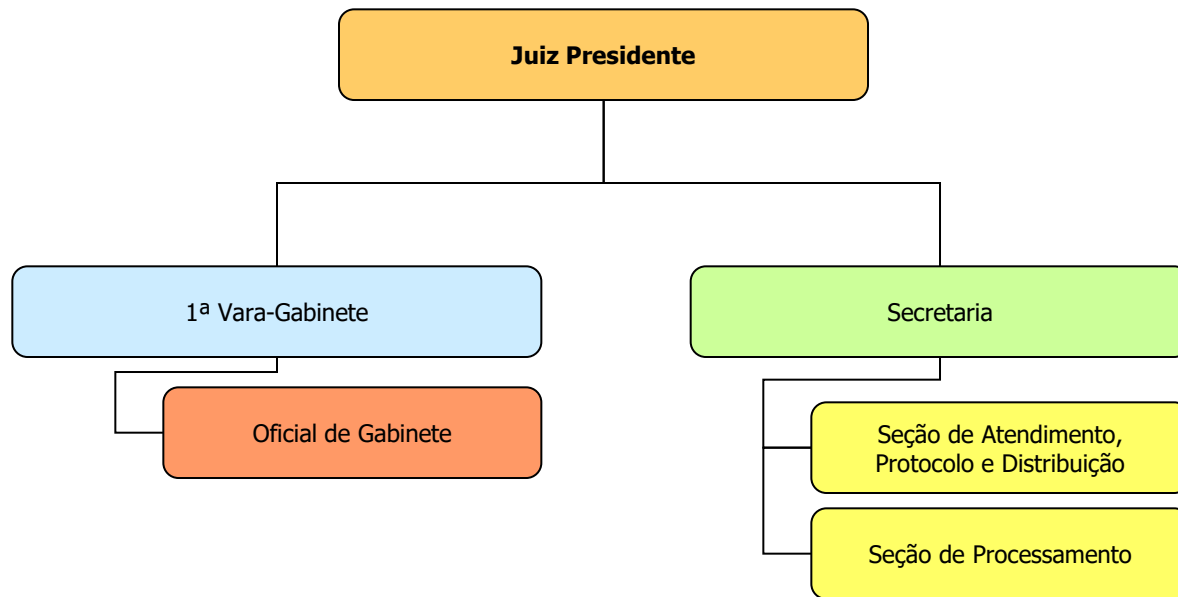 Juiz Presidente
1ª Vara-Gabinete
Secretaria
Oficial de Gabinete
Seção de Atendimento,
Protocolo e Distribuição
Seção de Processamento